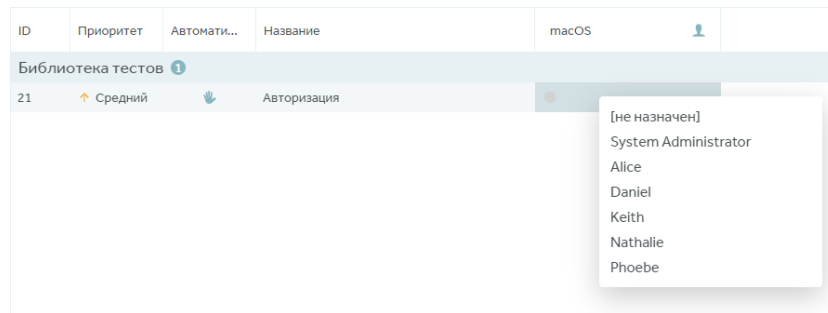 ID Приоритет Автомати... Название macOS
Библиотека тестов 1
21 Средний Авторизация
[не назначен]
System Administrator
Alice
Daniel
Keith
Nathalie
Phoebe